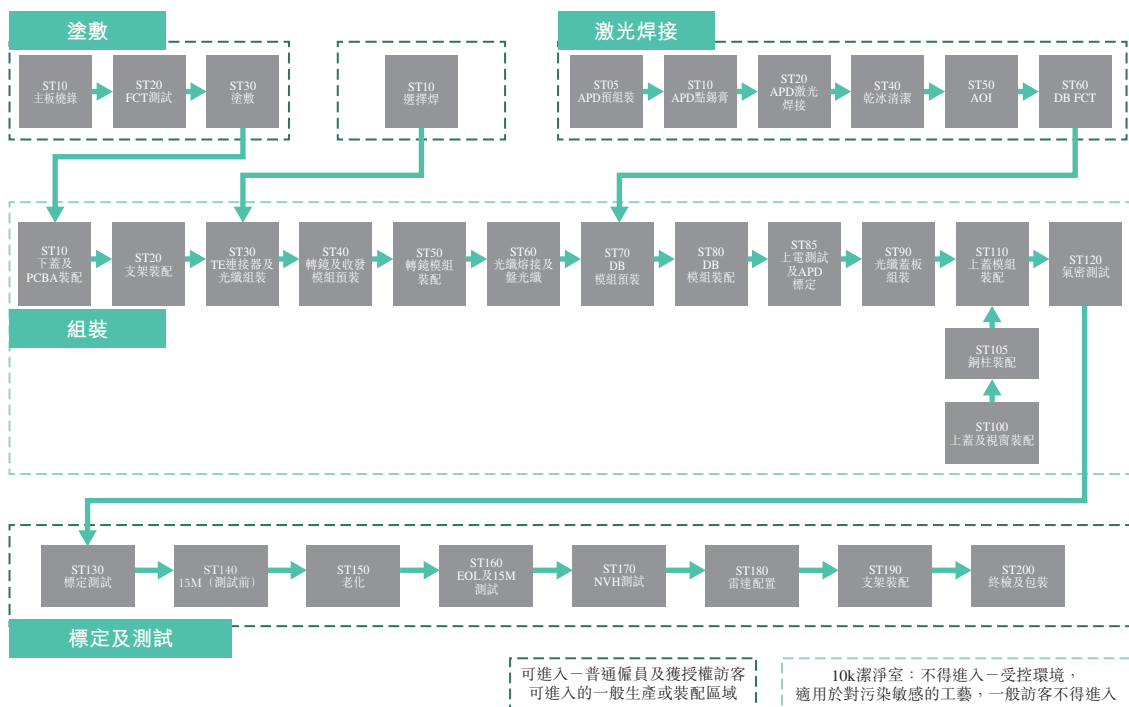 塗敷
ST10
主板燒錄
ST20
FCT測試
ST30
塗敷
ST10
選擇焊
激光焊接
ST05
APD預組裝
ST10
APD點錫膏
ST20
APD激光
焊接
ST40
乾冰清潔
ST50
AOI
ST60
DB FCT
ST10
下蓋及
PCBA裝配
ST20
支架裝配
ST30
TE連接器及
光纖組裝
ST40
轉鏡及收發
模組預裝
ST50
轉鏡模組
裝配
ST60
光纖熔接及
盤光纖
ST70
DB
模組預裝
ST80
DB
模組裝配
ST85
上電測試
及APD
標定
ST90
光纖蓋板
組裝
ST110
上蓋模組
裝配
ST120
氣密測試
組裝
ST105
銅柱裝配
ST100
上蓋及視窗裝配
ST130
標定測試
ST140
15M（測試前）
ST150
老化
ST160
EOL及15M
測試
ST170
NVH測試
ST180
雷達配置
ST190
支架裝配
ST200
終檢及包裝
標定及測試
可進入－普通僱員及獲授權訪客
可進入的一般生產或裝配區域
10k潔淨室：不得進入－受控環境，
適用於對污染敏感的工藝，一般訪客不得進入